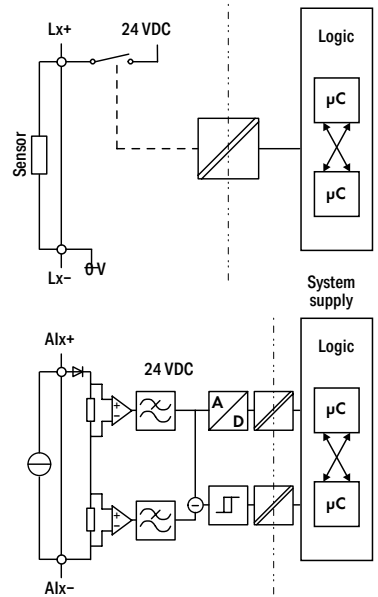 Lx+
24 VDC
Logic
µC
Sensor
µC
0 V
Lx−
System
supply
AIx+
Logic
24 VDC
+
−
A
D
µC
−
+
−
µC
AIx−